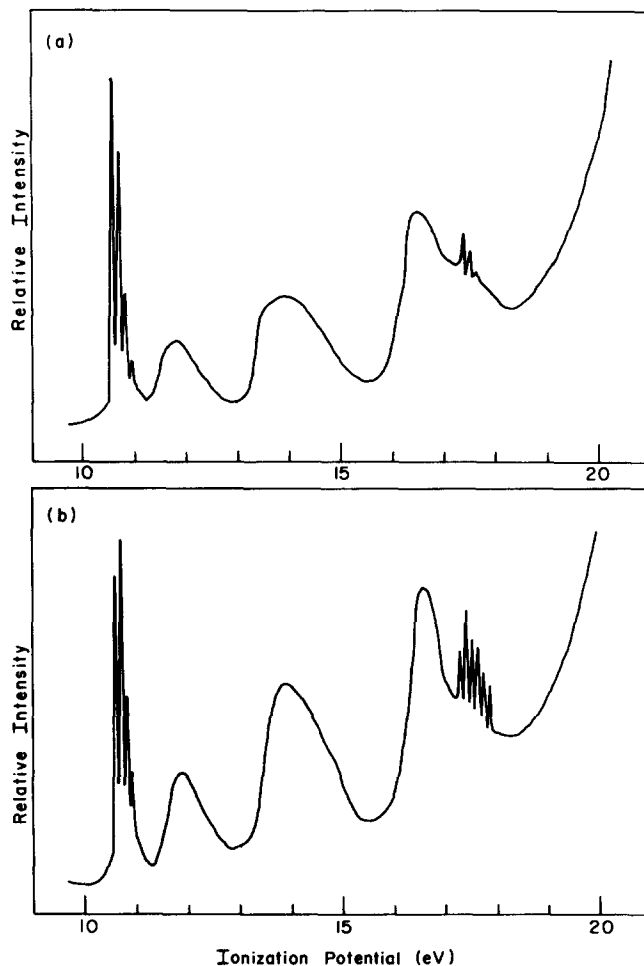 (a)
Relative Intensity
10 15 20
(b)
Relative Intensity
10 15 20
Ionization Potential (eV)